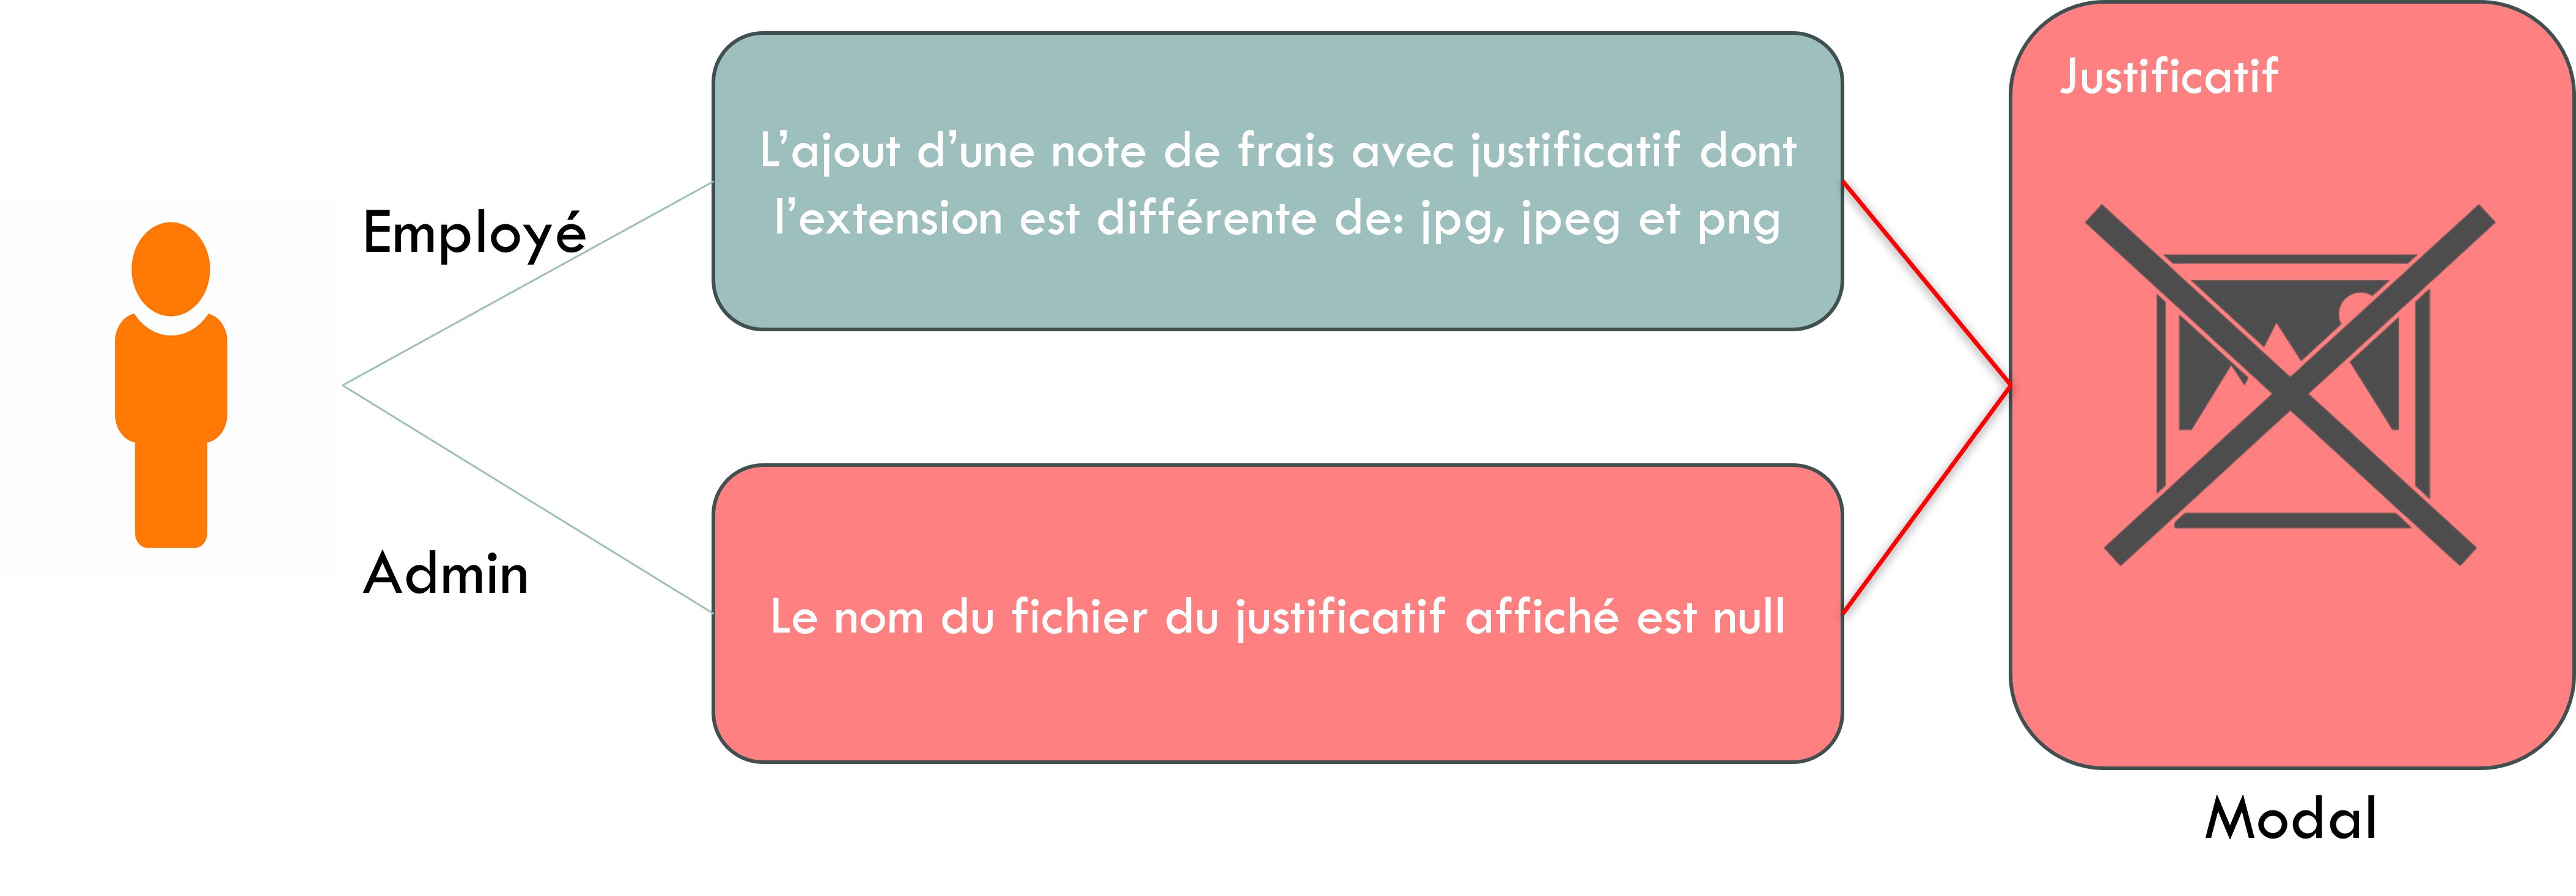 Employé
Admin
L’ajout d’une note de frais avec justificatif dont
l’extension est différente de: jpg, jpeg et png
Le nom du fichier du justificatif affiché est null
Justificatif
Modal